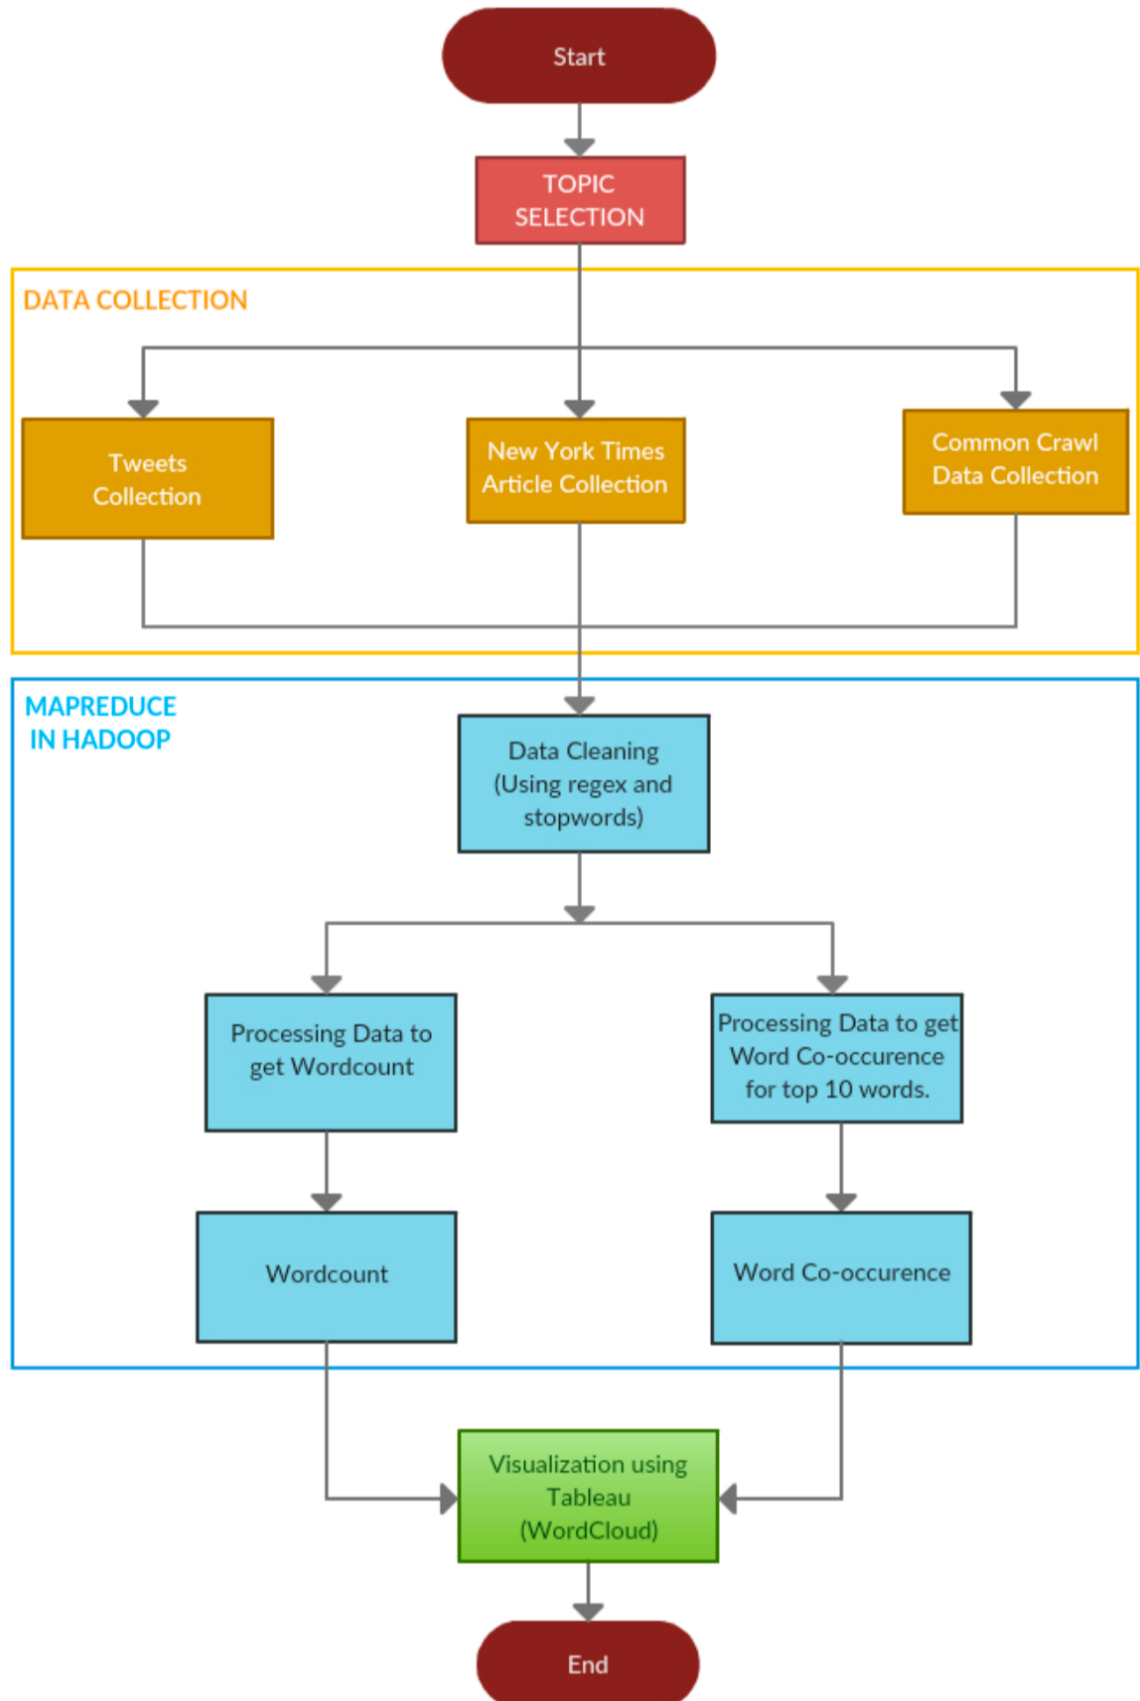 Start
TOPIC
SELECTION
DATA COLLECTION
Tweets
Collection
New York Times
Article Collection
Common Crawl
Data Collection
MAPREDUCE
IN HADOOP
Data Cleaning
(Using regex and
stopwords)
Processing Data to
get Wordcount
Processing Data to get
Word Co-occurence
for top 10 words.
Wordcount
Word Co-occurence
Visualization using
Tableau
(WordCloud)
End